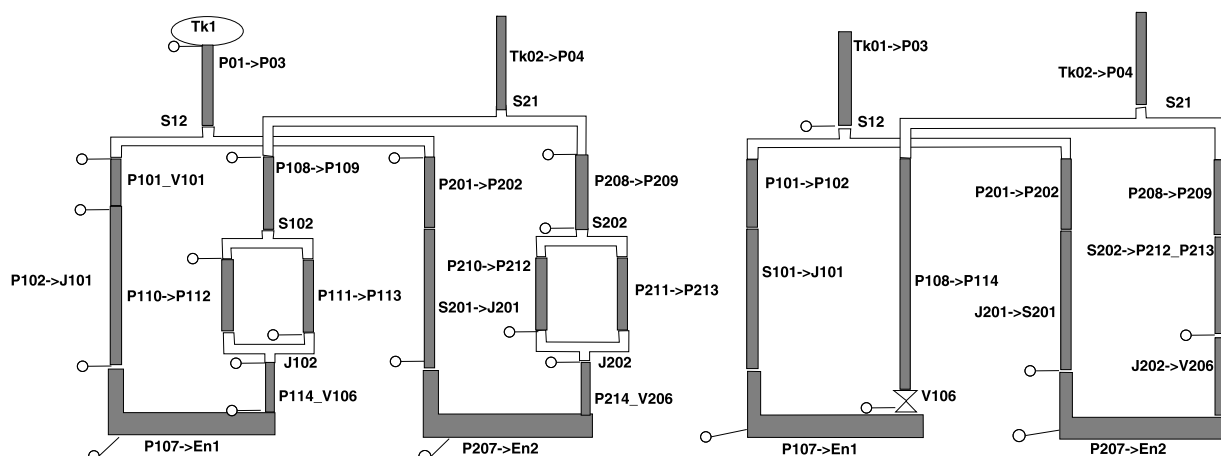 Tk1
P01->P03
Tk02->P04
S12
S21
P101_V101
P108->P109
P201->P202
P208->P209
S102
S202
P102->J101
P110->P112
P111->P113
P210->P212
S201->J201
P211->P213
J102
J202
P114_V106
P214_V206
P107->En1
P207->En2
Tk01->P03
Tk02->P04
S12
S21
P101->P102
P201->P202
P208->P209
S101->J101
P108->P114
S202->P212_P213
J201->S201
J202->V206
V106
P107->En1
P207->En2